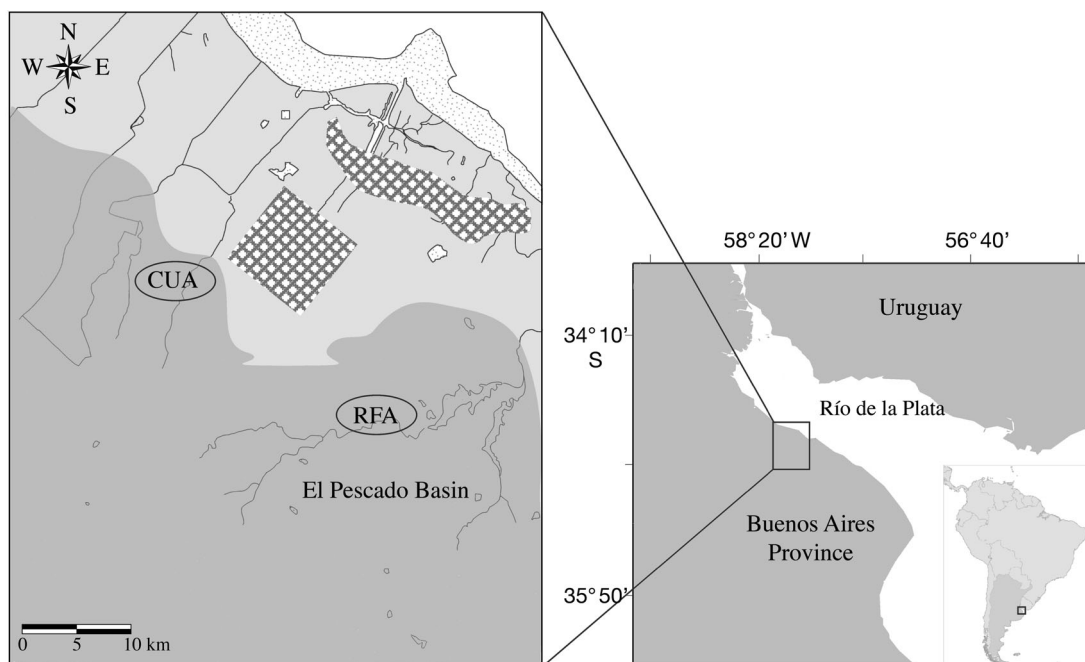 N
W E
S
CUA
RFA
El Pescado Basin
0 5 10 km
58°20’ W 56°40’
34°10’
S
35°50’
Uruguay
Río de la Plata
Buenos Aires
Province